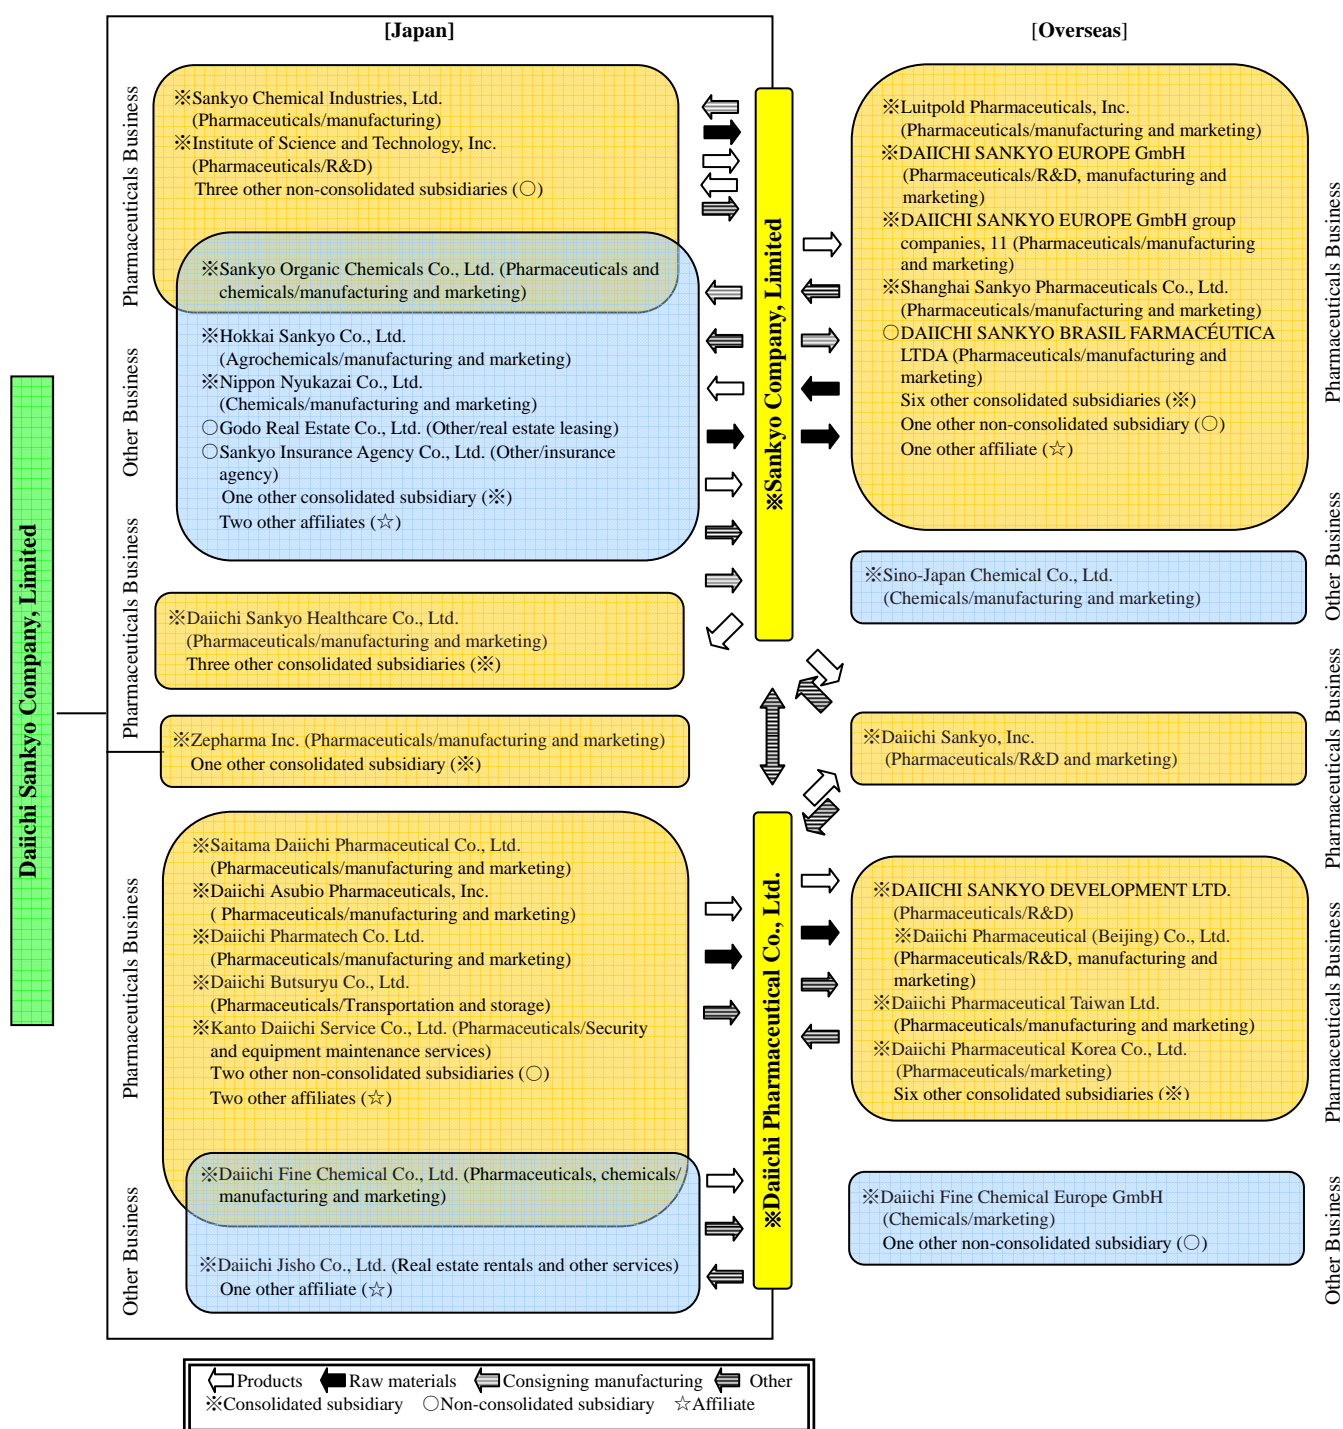 [Japan]
[Overseas]
Daiichi Sankyo Company, Limited
Pharmaceuticals Business
※Sankyo Chemical Industries, Ltd.
(Pharmaceuticals/manufacturing)
※Institute of Science and Technology, Inc.
(Pharmaceuticals/R&D)
Three other non-consolidated subsidiaries (○)
※Sankyo Organic Chemicals Co., Ltd. (Pharmaceuticals and
chemicals/manufacturing and marketing)
Other Business
※Hokkai Sankyo Co., Ltd.
(Agrochemicals/manufacturing and marketing)
※Nippon Nyukazai Co., Ltd.
(Chemicals/manufacturing and marketing)
○Godo Real Estate Co., Ltd. (Other/real estate leasing)
○Sankyo Insurance Agency Co., Ltd. (Other/insurance
agency)
One other consolidated subsidiary (※)
Two other affiliates (☆)
Pharmaceuticals Business
※Daiichi Sankyo Healthcare Co., Ltd.
(Pharmaceuticals/manufacturing and marketing)
Three other consolidated subsidiaries (※)
※Zepharma Inc. (Pharmaceuticals/manufacturing and marketing)
One other consolidated subsidiary (※)
Pharmaceuticals Business
※Saitama Daiichi Pharmaceutical Co., Ltd.
(Pharmaceuticals/manufacturing and marketing)
※Daiichi Asubio Pharmaceuticals, Inc.
( Pharmaceuticals/manufacturing and marketing)
※Daiichi Pharmatech Co. Ltd.
(Pharmaceuticals/manufacturing and marketing)
※Daiichi Butsuryu Co., Ltd.
(Pharmaceuticals/Transportation and storage)
※Kanto Daiichi Service Co., Ltd. (Pharmaceuticals/Security
and equipment maintenance services)
Two other non-consolidated subsidiaries (○)
Two other affiliates (☆)
※Daiichi Fine Chemical Co., Ltd. (Pharmaceuticals, chemicals/
manufacturing and marketing)
Other Business
※Daiichi Jisho Co., Ltd. (Real estate rentals and other services)
One other affiliate (☆)
※Sankyo Company, Limited
※Daiichi Pharmaceutical Co., Ltd.
※Luitpold Pharmaceuticals, Inc.
(Pharmaceuticals/manufacturing and marketing)
※DAIICHI SANKYO EUROPE GmbH
(Pharmaceuticals/R&D, manufacturing and
marketing)
※DAIICHI SANKYO EUROPE GmbH group
companies, 11 (Pharmaceuticals/manufacturing
and marketing)
※Shanghai Sankyo Pharmaceuticals Co., Ltd.
(Pharmaceuticals/manufacturing and marketing)
○DAIICHI SANKYO BRASIL FARMACÉUTICA
LTDA (Pharmaceuticals/manufacturing and
marketing)
Six other consolidated subsidiaries (※)
One other non-consolidated subsidiary (○)
One other affiliate (☆)
Pharmaceuticals Business
※Sino-Japan Chemical Co., Ltd.
(Chemicals/manufacturing and marketing)
Other Business
※Daiichi Sankyo, Inc.
(Pharmaceuticals/R&D and marketing)
Pharmaceuticals Business
※DAIICHI SANKYO DEVELOPMENT LTD.
(Pharmaceuticals/R&D)
※Daiichi Pharmaceutical (Beijing) Co., Ltd.
(Pharmaceuticals/R&D, manufacturing and
marketing)
※Daiichi Pharmaceutical Taiwan Ltd.
(Pharmaceuticals/manufacturing and marketing)
※Daiichi Pharmaceutical Korea Co., Ltd.
(Pharmaceuticals/marketing)
Six other consolidated subsidiaries (※)
Pharmaceuticals Business
※Daiichi Fine Chemical Europe GmbH
(Chemicals/marketing)
One other non-consolidated subsidiary (○)
Other Business
Products Raw materials Consigning manufacturing Other
※Consolidated subsidiary ○Non-consolidated subsidiary ☆Affiliate